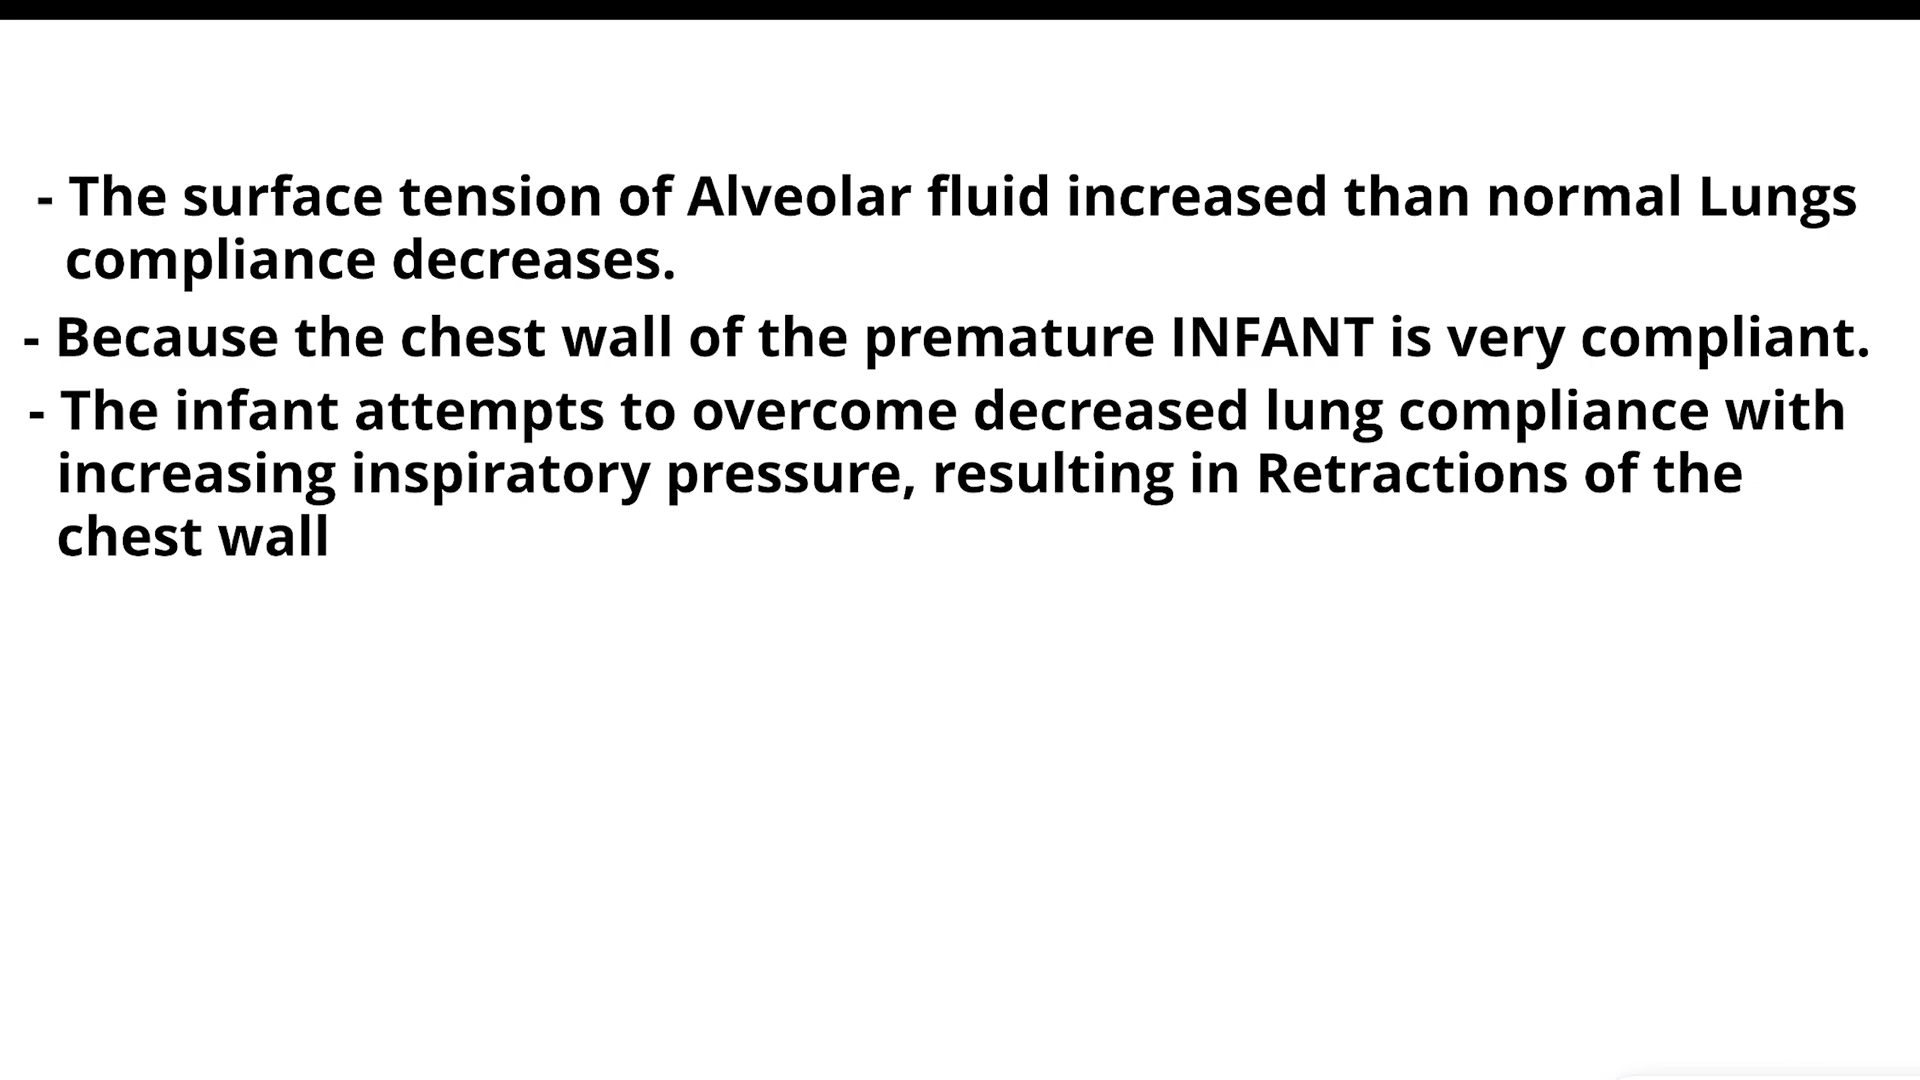 - The surface tension of Alveolar fluid increased than normal Lungs
compliance decreases.
- Because the chest wall of the premature INFANT is very compliant.
- The infant attempts to overcome decreased lung compliance with
increasing inspiratory pressure, resulting in Retractions of the
chest wall